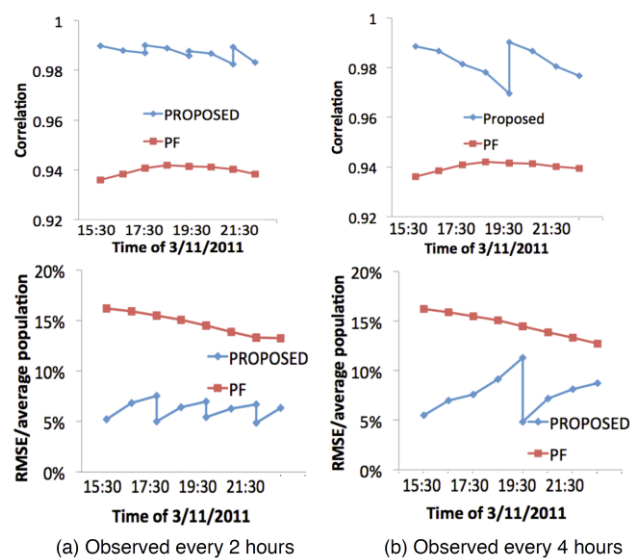 1
0.98
0.96
0.94
0.92
Correlation
PROPOSED
PF
15:30 17:30 19:30 21:30
Time of 3/11/2011
1
0.98
0.96
0.94
0.92
Correlation
Proposed
PF
15:30 17:30 19:30 21:30
Time of 3/11/2011
20%
15%
10%
5%
0%
RMSE/average population
PROPOSED
PF
15:30 17:30 19:30 21:30
Time of 3/11/2011
(a) Observed every 2 hours
20%
15%
10%
5%
0%
RMSE/average population
PROPOSED
PF
15:30 17:30 19:30 21:30
Time of 3/11/2011
(b) Observed every 4 hours